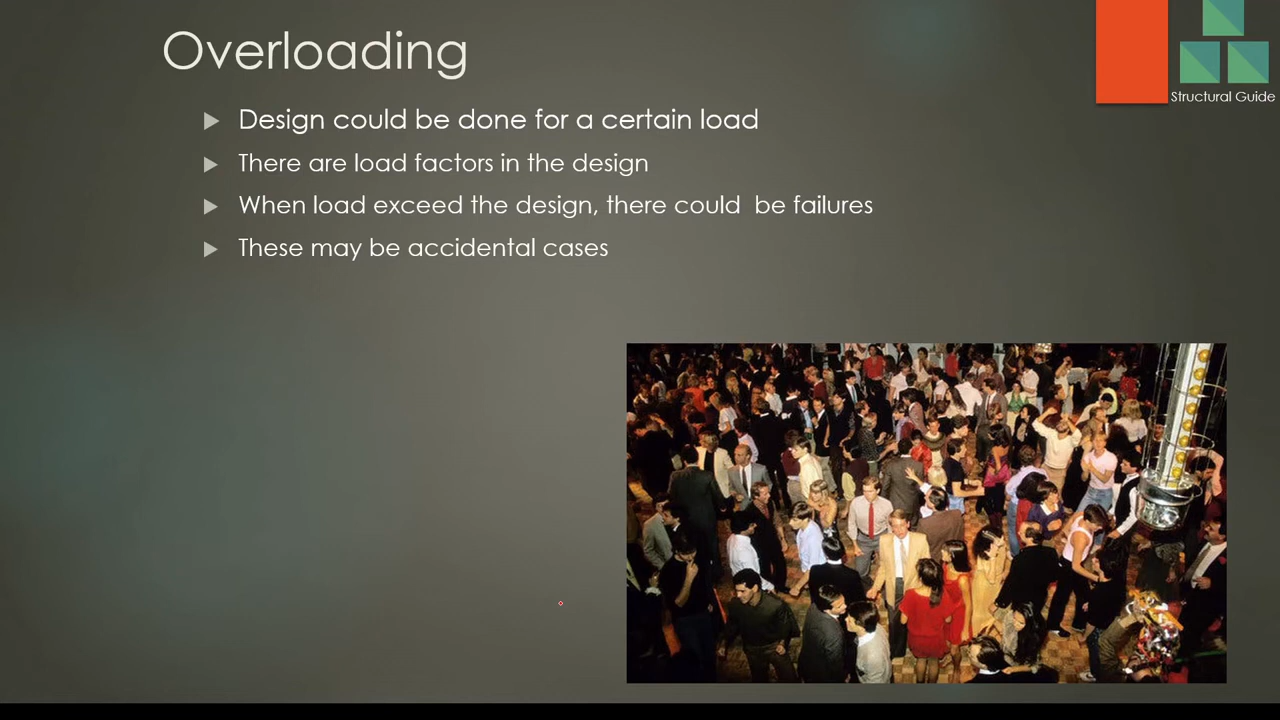 Overloading
Structural Guide
Design could be done for a certain load
There are load factors in the design
When load exceed the design, there could  be failures
These may be accidental cases